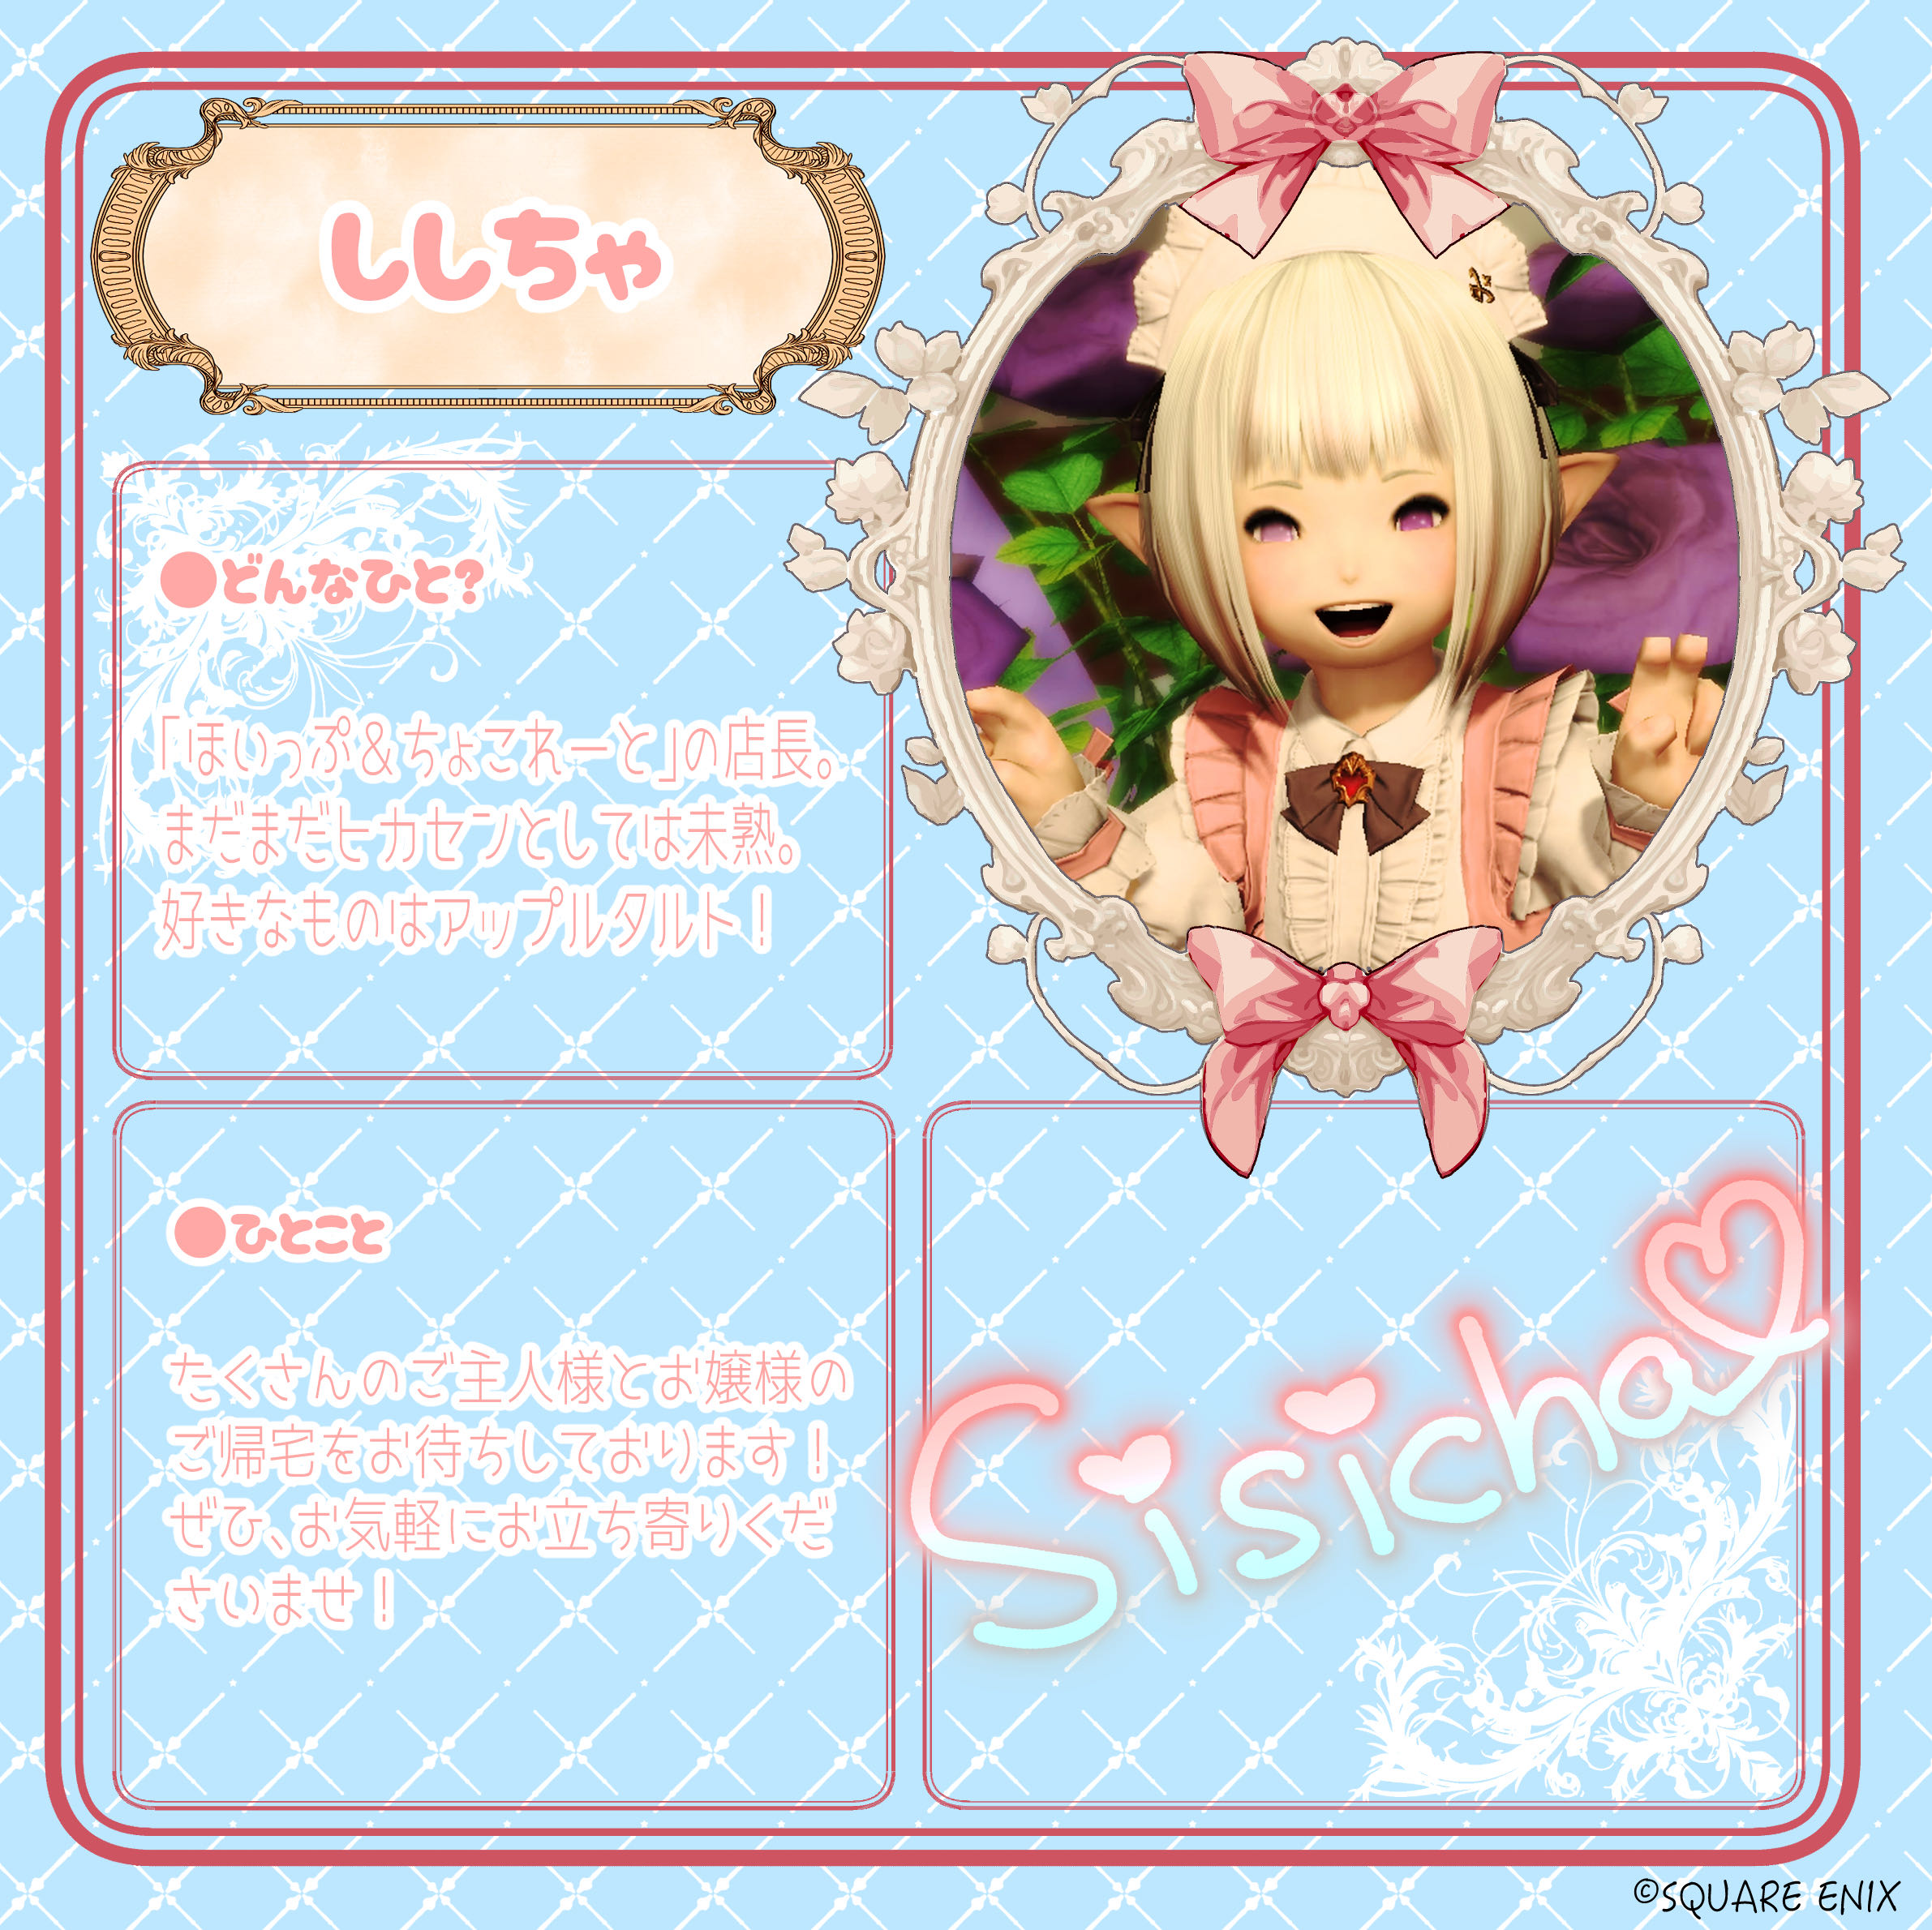 ししちゃ
●どんなひと?
「ほいっぷ&ちょこれーと」の店長。
まだまだヒカセンとしては未熟。
好きなものはアップルタルト!
●ひとこと
たくさんのご主人様とお嬢様の
ご帰宅をお待ちしております!
ぜひ、お気軽にお立ち寄りくだ
さいませ!
Sisicha
©SQUARE ENIX